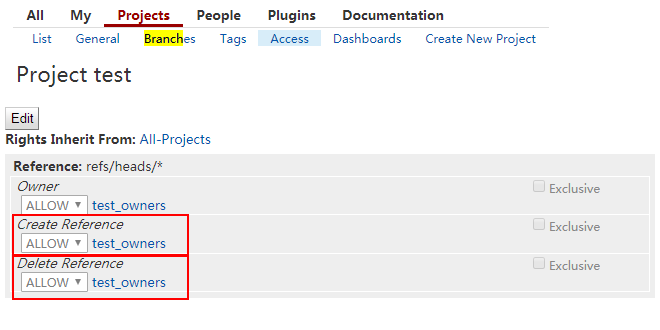 All My Projects People Plugins Documentation
List General Branches Tags Access Dashboards Create New Project
Project test
Edit
Rights Inherit From: All-Projects
Reference: refs/heads/*
Owner Exclusive
ALLOW ▼ test_owners
Create Reference Exclusive
ALLOW ▼ test_owners
Delete Reference Exclusive
ALLOW ▼ test_owners